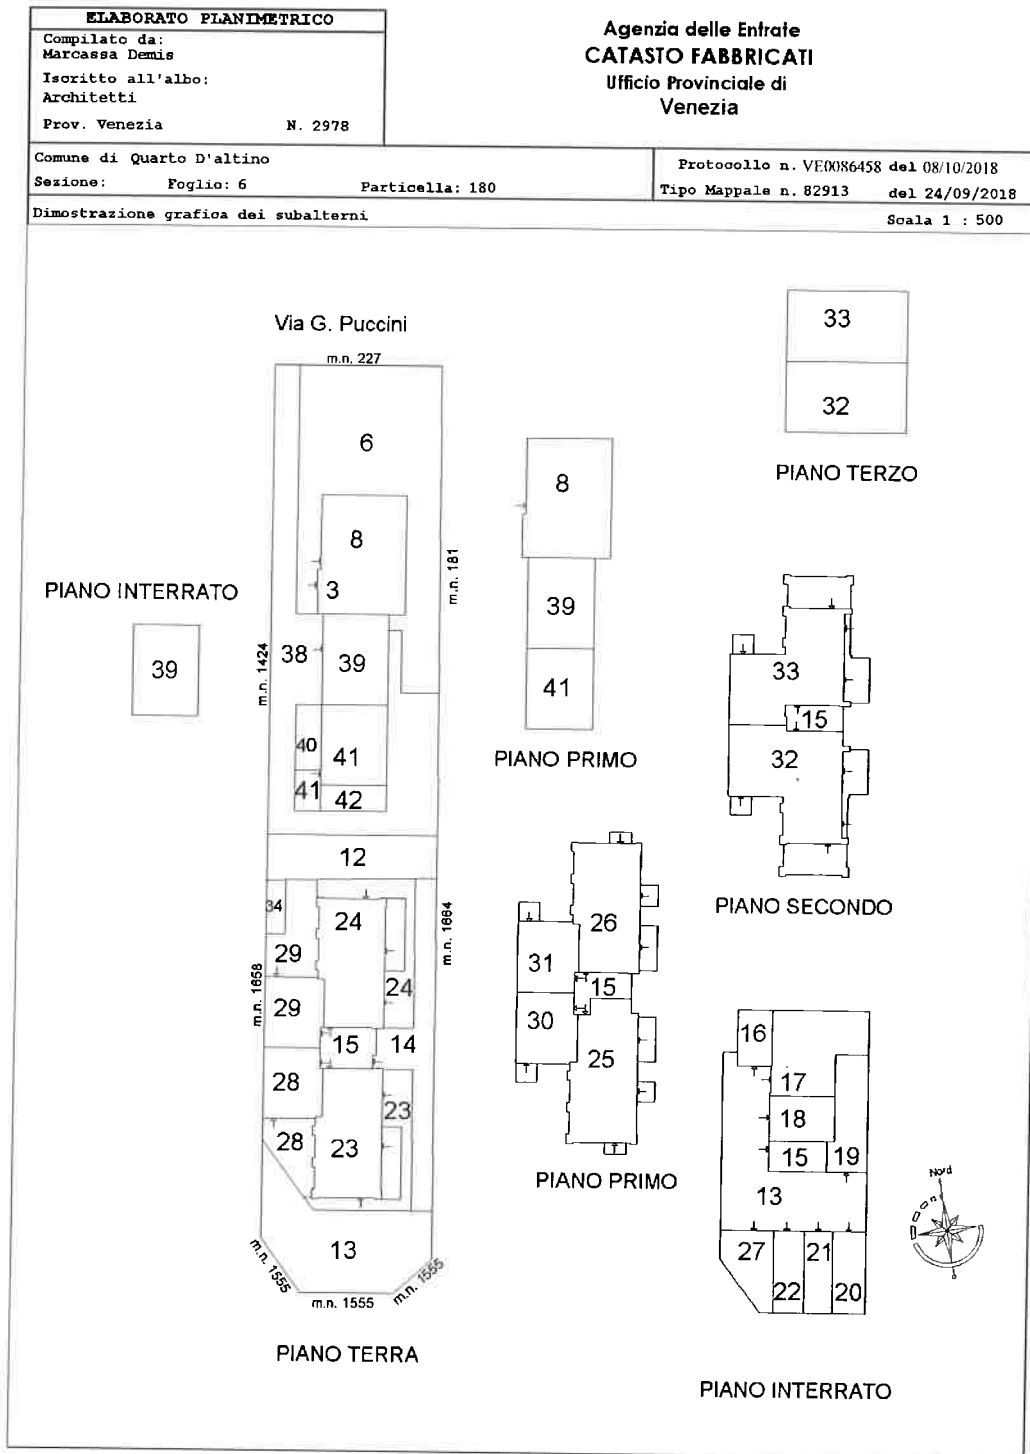 ELABORATO PLANIMETRICO
Compilato da:
Marcassa Demis
Iscritto all'albo:
Architetti
Prov. Venezia N. 2978
Agenzia delle Entrate
CATASTO FABBRICATI
Ufficio Provinciale di
Venezia
Comune di Quarto D'altino
Sezione: Foglio: 6 Particella: 180
Protocollo n. VE0086458 del 08/10/2018
Tipo Mappale n. 82913 del 24/09/2018
Dimostrazione grafica dei subalterni
Scala 1 : 500
Via G. Puccini
m.n. 227
6
8
3
m.n. 181
38
39
m.n. 1424
40
41
41
42
12
34
24
29
24
m.n. 1664
m.n. 1658
29
15
14
28
23
28
23
13
m.n. 1555
m.n. 1555
m.n. 1555
PIANO TERRA
PIANO INTERRATO
39
8
39
41
PIANO PRIMO
33
32
PIANO TERZO
33
15
32
PIANO SECONDO
26
31
15
30
25
PIANO PRIMO
16
17
18
15
19
13
27
21
22
20
PIANO INTERRATO
Nord